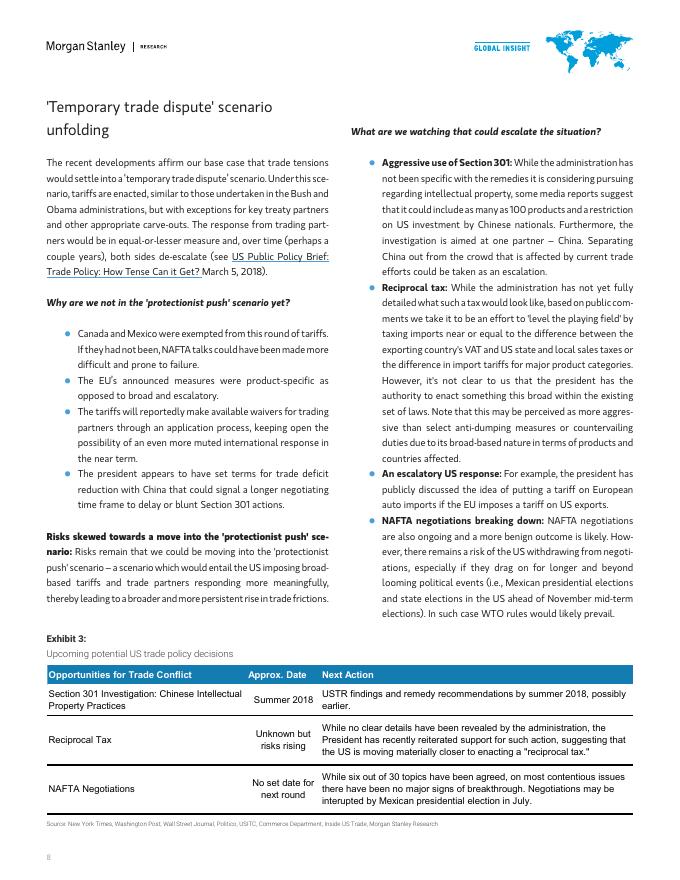 Morgan Stanley | RESEARCH
GLOBAL INSIGHT
'Temporary trade dispute' scenario
unfolding
The recent developments affirm our base case that trade tensions
would settle into a 'temporary trade dispute' scenario. Under this sce-
nario, tariffs are enacted, similar to those undertaken in the Bush and
Obama administrations, but with exceptions for key treaty partners
and other appropriate carve-outs. The response from trading part-
ners would be in equal-or-lesser measure and, over time (perhaps a
couple years), both sides de-escalate (see US Public Policy Brief:
Trade Policy: How Tense Can it Get? March 5, 2018).
Why are we not in the 'protectionist push' scenario yet?
● Canada and Mexico were exempted from this round of tariffs.
If they had not been, NAFTA talks could have been made more
difficult and prone to failure.
● The EU's announced measures were product-specific as
opposed to broad and escalatory.
● The tariffs will reportedly make available waivers for trading
partners through an application process, keeping open the
possibility of an even more muted international response in
the near term.
● The president appears to have set terms for trade deficit
reduction with China that could signal a longer negotiating
time frame to delay or blunt Section 301 actions.
Risks skewed towards a move into the 'protectionist push' sce-
nario: Risks remain that we could be moving into the 'protectionist
push' scenario – a scenario which would entail the US imposing broad-
based tariffs and trade partners responding more meaningfully,
thereby leading to a broader and more persistent rise in trade frictions.
What are we watching that could escalate the situation?
● Aggressive use of Section 301: While the administration has
not been specific with the remedies it is considering pursuing
regarding intellectual property, some media reports suggest
that it could include as many as 100 products and a restriction
on US investment by Chinese nationals. Furthermore, the
investigation is aimed at one partner – China. Separating
China out from the crowd that is affected by current trade
efforts could be taken as an escalation.
● Reciprocal tax: While the administration has not yet fully
detailed what such a tax would look like, based on public com-
ments we take it to be an effort to 'level the playing field' by
taxing imports near or equal to the difference between the
exporting country's VAT and US state and local sales taxes or
the difference in import tariffs for major product categories.
However, it's not clear to us that the president has the
authority to enact something this broad within the existing
set of laws. Note that this may be perceived as more aggres-
sive than select anti-dumping measures or countervailing
duties due to its broad-based nature in terms of products and
countries affected.
● An escalatory US response: For example, the president has
publicly discussed the idea of putting a tariff on European
auto imports if the EU imposes a tariff on US exports.
● NAFTA negotiations breaking down: NAFTA negotiations
are also ongoing and a more benign outcome is likely. How-
ever, there remains a risk of the US withdrawing from negoti-
ations, especially if they drag on for longer and beyond
looming political events (i.e., Mexican presidential elections
and state elections in the US ahead of November mid-term
elections). In such case WTO rules would likely prevail.
Exhibit 3:
Upcoming potential US trade policy decisions
Opportunities for Trade Conflict Approx. Date Next Action
Section 301 Investigation: Chinese Intellectual
Property Practices
Summer 2018
USTR findings and remedy recommendations by summer 2018, possibly
earlier.
Reciprocal Tax
Unknown but
risks rising
While no clear details have been revealed by the administration, the
President has recently reiterated support for such action, suggesting that
the US is moving materially closer to enacting a "reciprocal tax."
NAFTA Negotiations
No set date for
next round
While six out of 30 topics have been agreed, on most contentious issues
there have been no major signs of breakthrough. Negotiations may be
interupted by Mexican presidential election in July.
Source: New York Times, Washington Post, Wall Street Journal, Politico, USITC, Commerce Department, Inside US Trade, Morgan Stanley Research
8